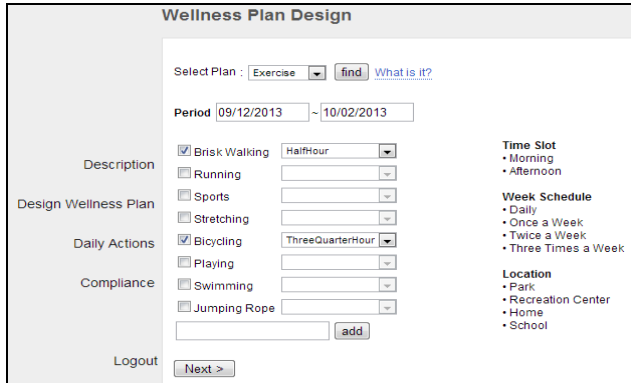 Wellness Plan Design
Select Plan : Exercise find What is it?
Period 09/12/2013 ~ 10/02/2013
Description
Design Wellness Plan
Daily Actions
Compliance
Logout
Brisk Walking HalfHour
Running
Sports
Stretching
Bicycling ThreeQuarterHour
Playing
Swimming
Jumping Rope
add
Next >
Time Slot
• Morning
• Afternoon
Week Schedule
• Daily
• Once a Week
• Twice a Week
• Three Times a Week
Location
• Park
• Recreation Center
• Home
• School